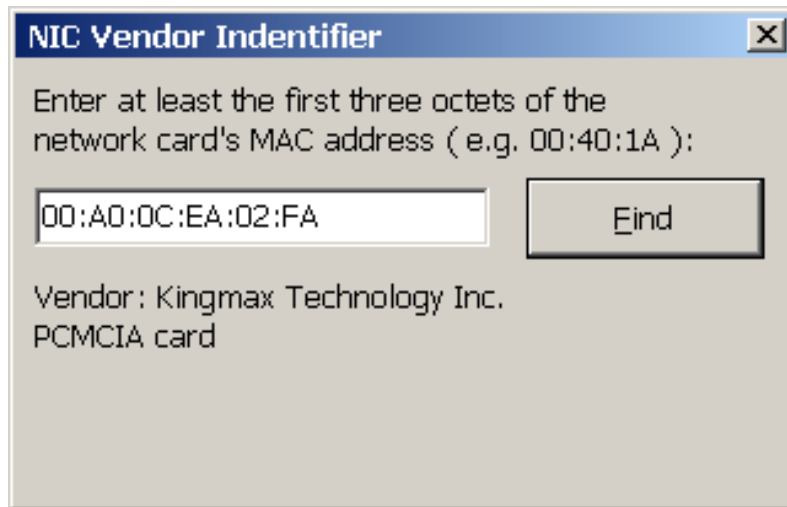 NIC Vendor Indentifier
Enter at least the first three octets of the
network card's MAC address ( e.g. 00:40:1A ):
00:A0:0C:EA:02:FA
Find
Vendor: Kingmax Technology Inc.
PCMCIA card